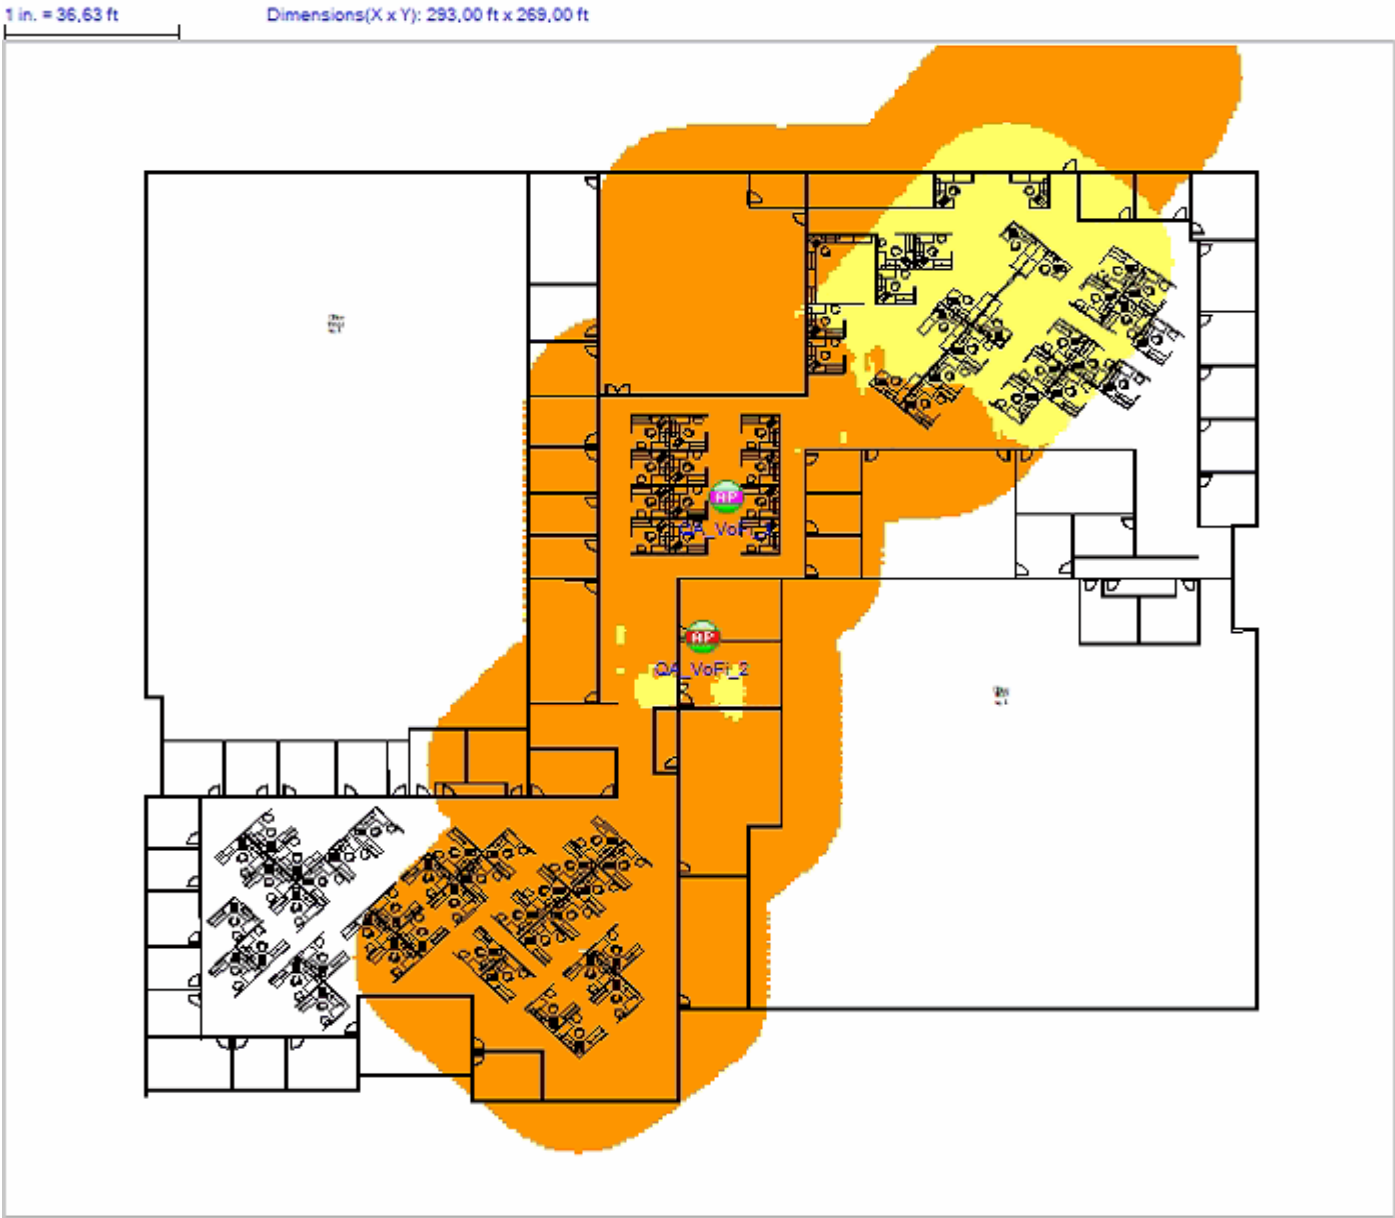 1 in. = 36,63 ft
Dimensions(X x Y): 293,00 ft x 269,00 ft
AP
AP
QA_VoFi_2